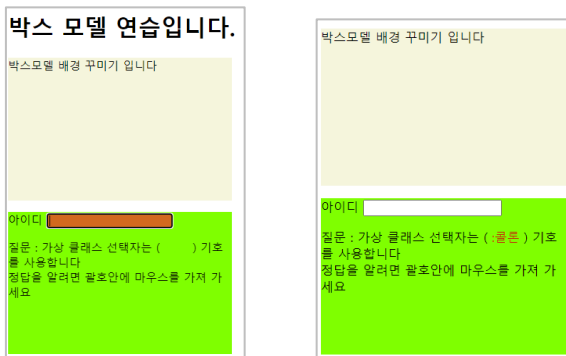 박스 모델 연습입니다.
박스모델 배경 꾸미기 입니다
아이디
질문 : 가상 클래스 선택자는 ( ) 기호
를 사용합니다
정답을 알려면 괄호안에 마우스를 가져 가
세요
박스모델 배경 꾸미기 입니다
아이디
질문 : 가상 클래스 선택자는 ( :콜론 ) 기호
를 사용합니다
정답을 알려면 괄호안에 마우스를 가져 가
세요